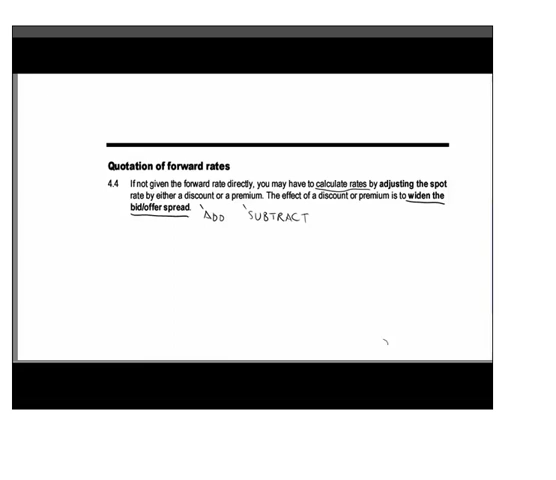 Quotation of forward rates
4.4 If not given the forward rate directly, you may have to calculate rates by adjusting the spot
rate by either a discount or a premium. The effect of a discount or premium is to widen the
bid/offer spread.
ADD SUBTRACT